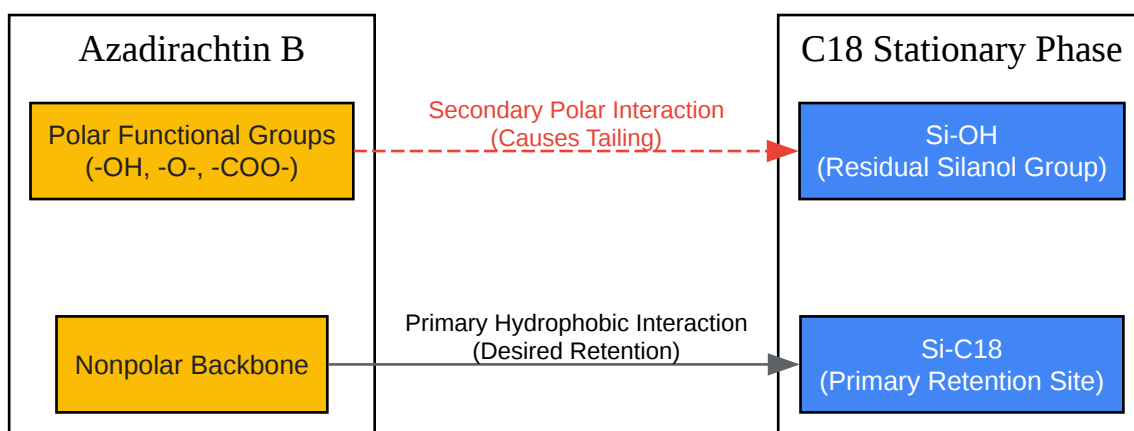 Azadirachtin B
C18 Stationary Phase
Polar Functional Groups
(-OH, -O-, -COO-)
Secondary Polar Interaction
(Causes Tailing)
Si-OH
(Residual Silanol Group)
Nonpolar Backbone
Primary Hydrophobic Interaction
(Desired Retention)
Si-C18
(Primary Retention Site)